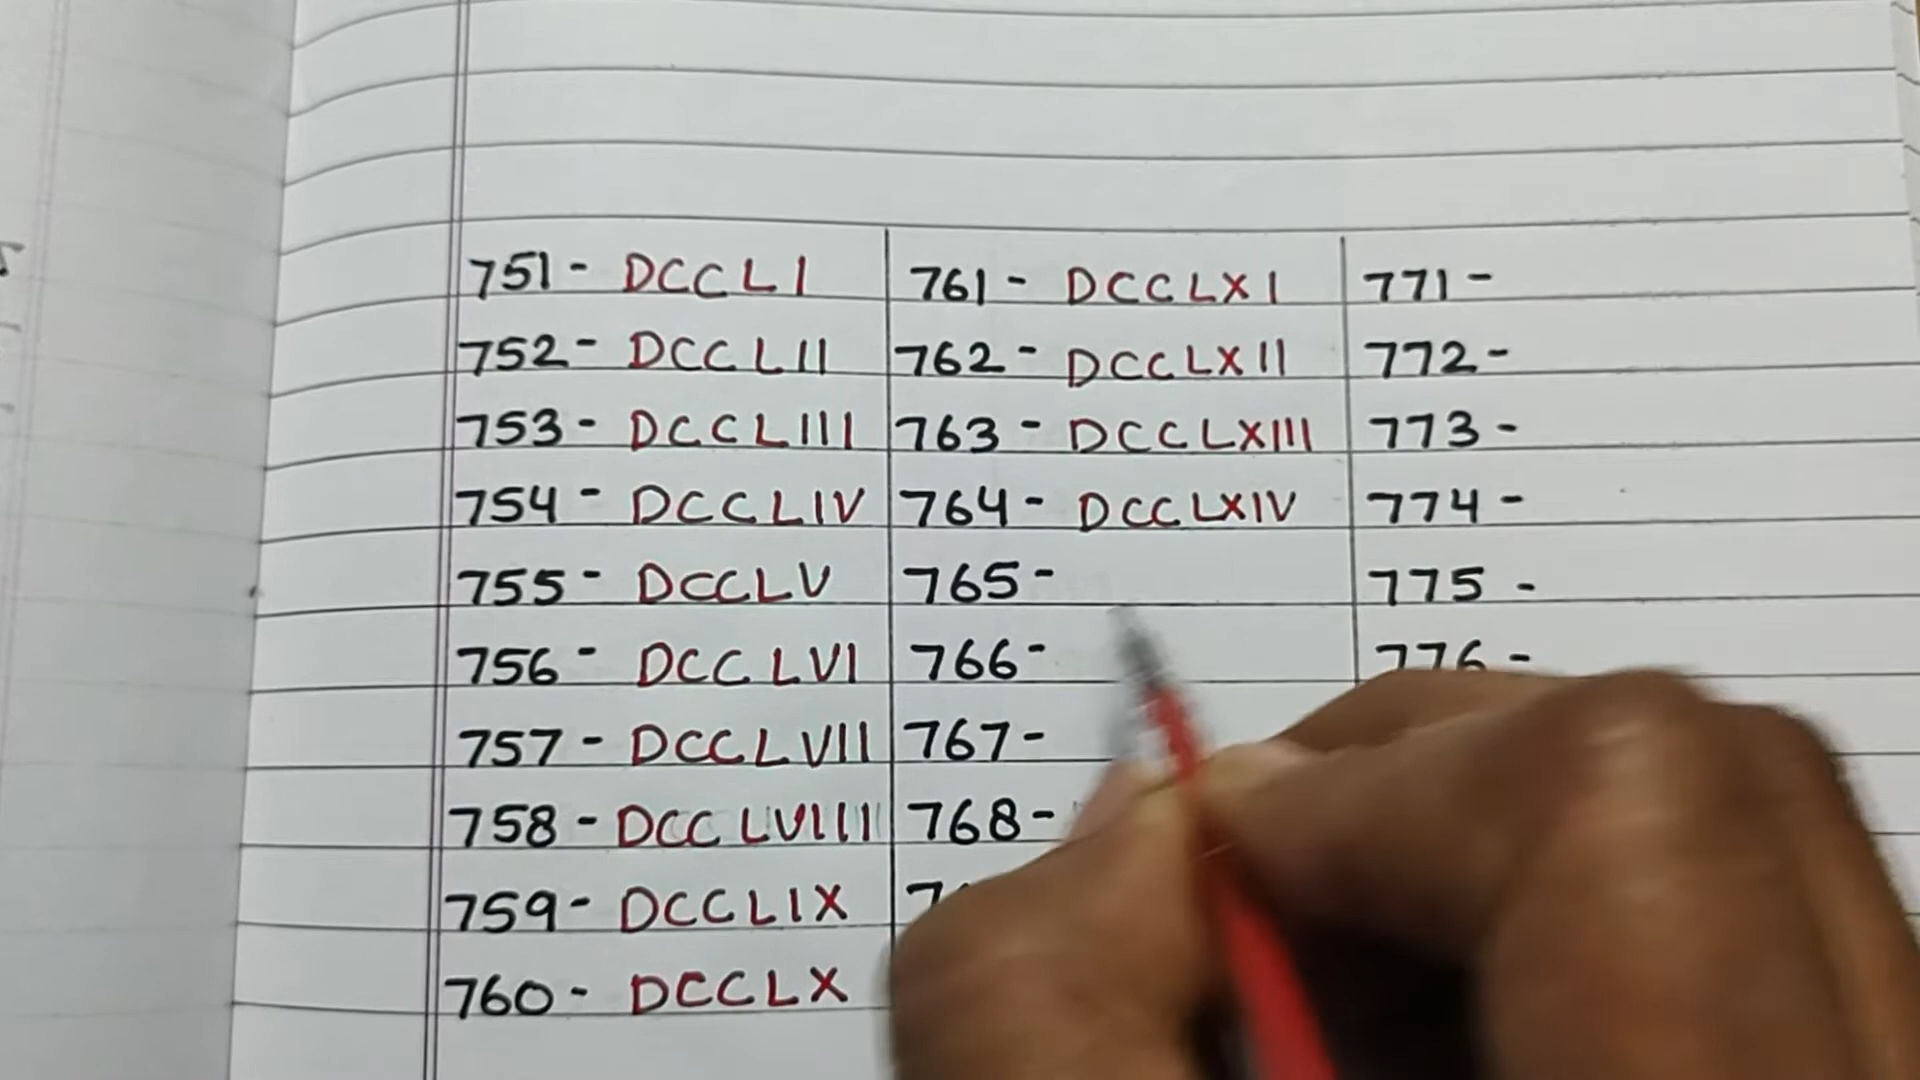 751 - DCCLI
752 - DCCLII
753 - DCCLIII
754 - DCCLIV
755 - DCCLV
756 - DCCLVI
757 - DCCLVII
758 - DCCLVIII
759 - DCCLIX
760 - DCCLX
761 - DCCLXI
762 - DCCLXII
763 - DCCLXIII
764 - DCCLXIV
765 -
766 -
767 -
768 -
771 -
772 -
773 -
774 -
775 -
776 -